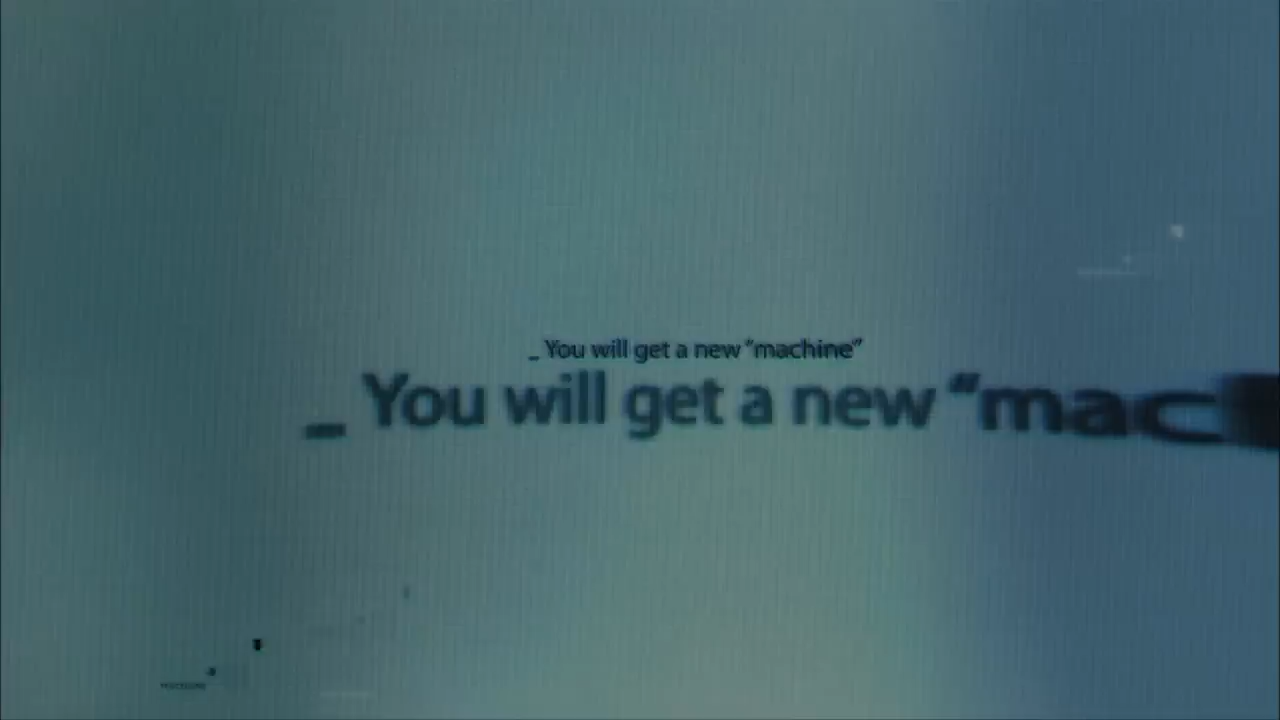 _ You will get a new “machine”
_ You will get a new “mac